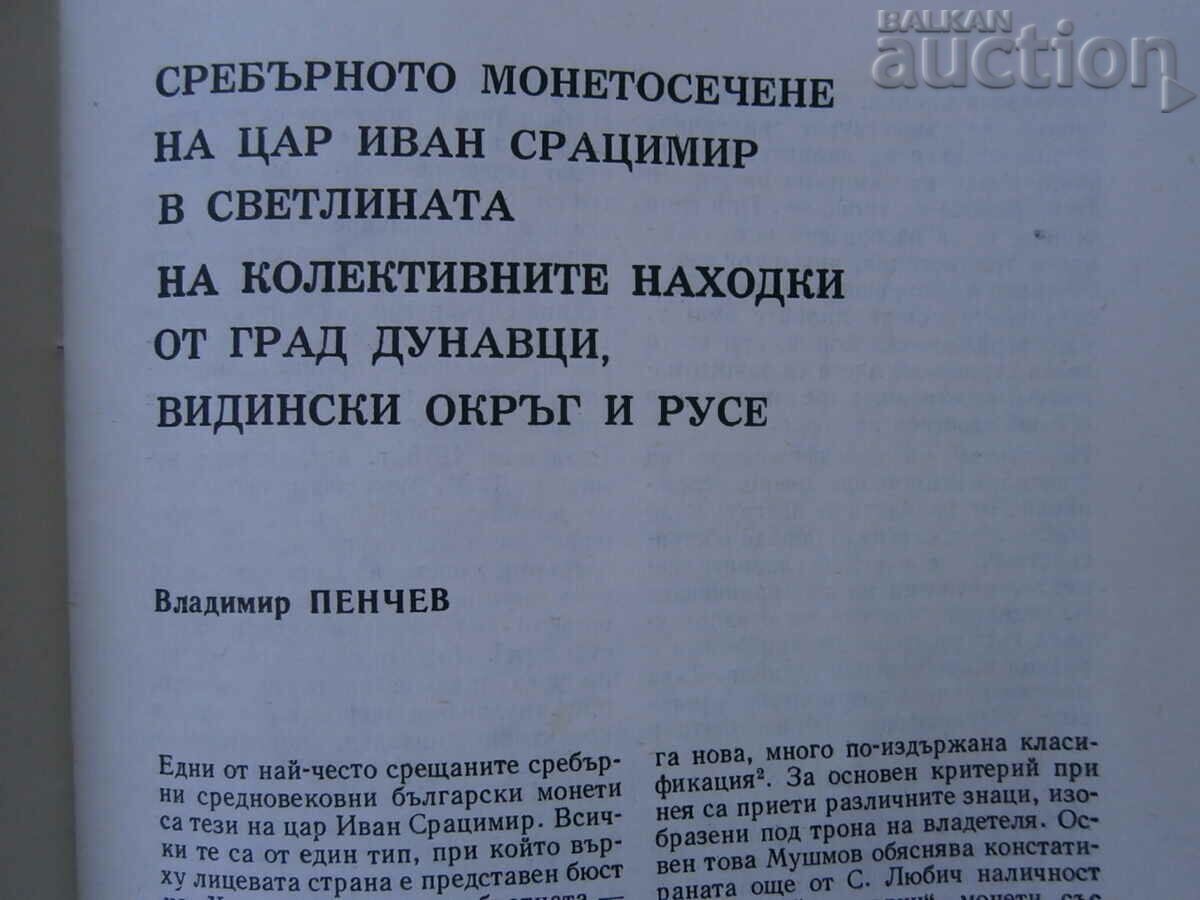 BALKAN
auction
СРЕБЪРНОТО МОНЕТОСЕЧЕНЕ
НА ЦАР ИВАН СРАЦИМИР
В СВЕТЛИНАТА
НА КОЛЕКТИВНИТЕ НАХОДКИ
ОТ ГРАД ДУНАВЦИ,
ВИДИНСКИ ОКРЪГ И РУСЕ
Владимир ПЕНЧЕВ
Едни от най-често срещаните сребър-
ни средновековни български монети
са тези на цар Иван Срацимир. Всич-
ки те са от един тип, при който вър-
ху лицевата страна е представен бюст
га нова, много по-издържана класи-
фикация². За основен критерий при
нея са приети различните знаци, изо-
бразени под трона на владетеля. Ос-
вен това Мушмов обяснява констати-
раната още от С. Любич наличност
монети със